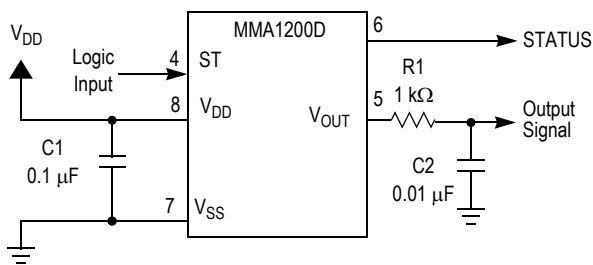 MMA1200D
V_DD
6
STATUS
Logic
Input
4
ST
R1
1 kΩ
8
V_DD
V_OUT
5
Output
Signal
C1
0.1 μF
C2
0.01 μF
7
V_SS